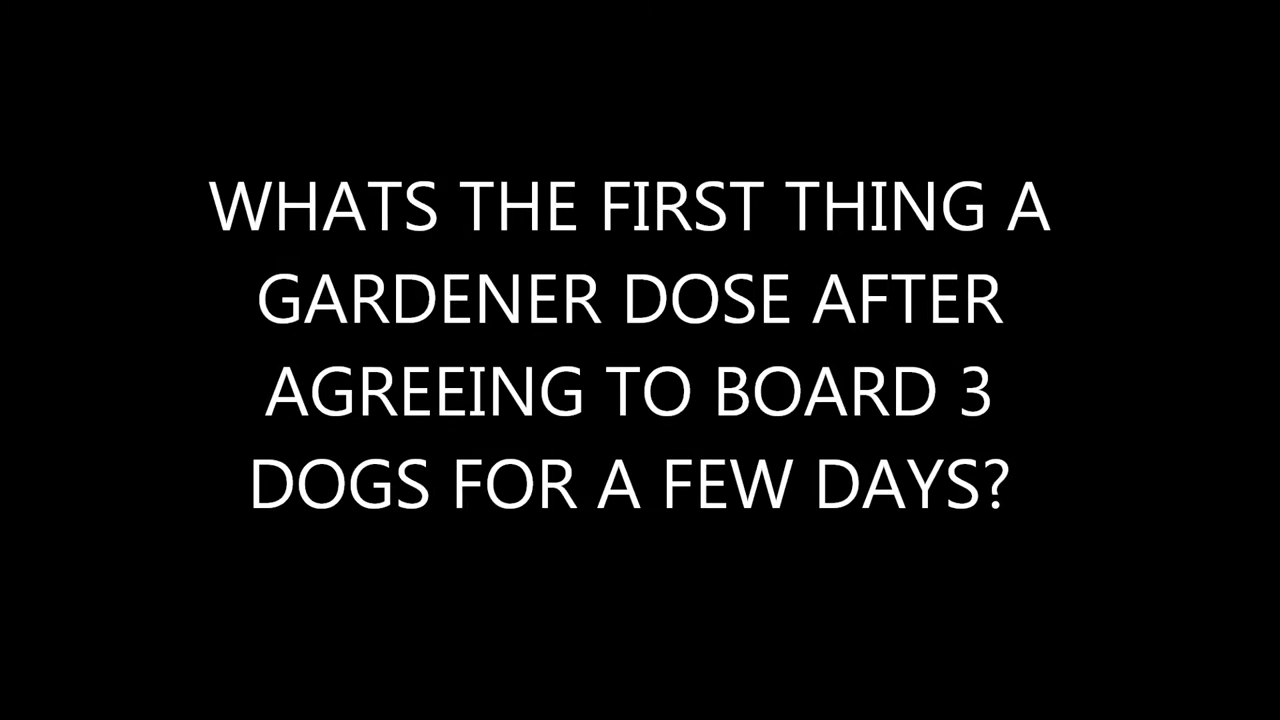 WHATS THE FIRST THING A
GARDENER DOSE AFTER
AGREEING TO BOARD 3
DOGS FOR A FEW DAYS?